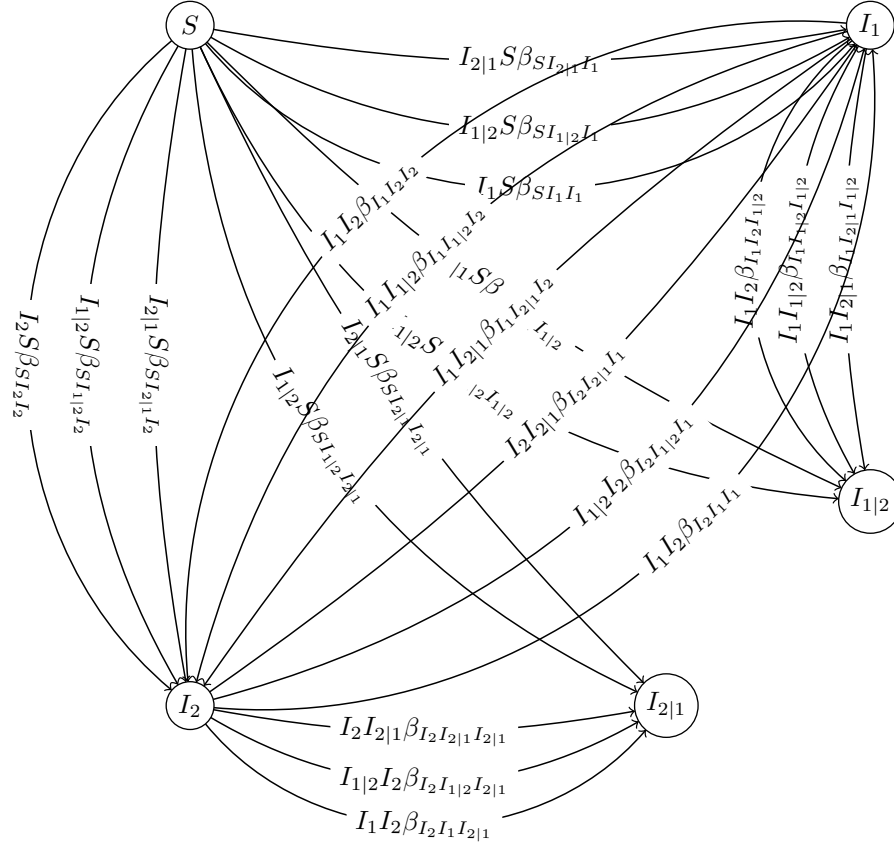 S
I_1
I_{2|1}Sβ_{SI_{2|1}I_1}
I_{1|2}Sβ_{SI_{1|2}I_1}
I_1Sβ_{SI_1I_1}
I_1I_2β_{I_1I_2I_2}
I_1I_{1|2}β_{I_1I_{1|2}I_2}
I_1I_{2|1}β_{I_1I_{2|1}I_2}
I_1I_2β_{I_1I_2I_{1|2}}
I_1I_{1|2}β_{I_1I_{1|2}I_{1|2}}
I_1I_{2|1}β_{I_1I_{2|1}I_{1|2}}
I_2Sβ_{SI_2I_2}
I_{1|2}Sβ_{SI_{1|2}I_2}
I_{2|1}Sβ_{SI_{2|1}I_2}
I_{1|2}Sβ_{SI_{1|2}I_{2|1}}
I_{2|1}Sβ_{SI_{2|1}I_{2|1}}
I_2I_{2|1}β_{I_2I_{2|1}I_1}
I_{1|2}I_2β_{I_2I_{1|2}I_1}
I_1I_2β_{I_2I_1I_1}
I_{1|2}
I_2
I_{2|1}
I_2I_{2|1}β_{I_2I_{2|1}I_{2|1}}
I_{1|2}I_2β_{I_2I_{1|2}I_{2|1}}
I_1I_2β_{I_2I_1I_{2|1}}